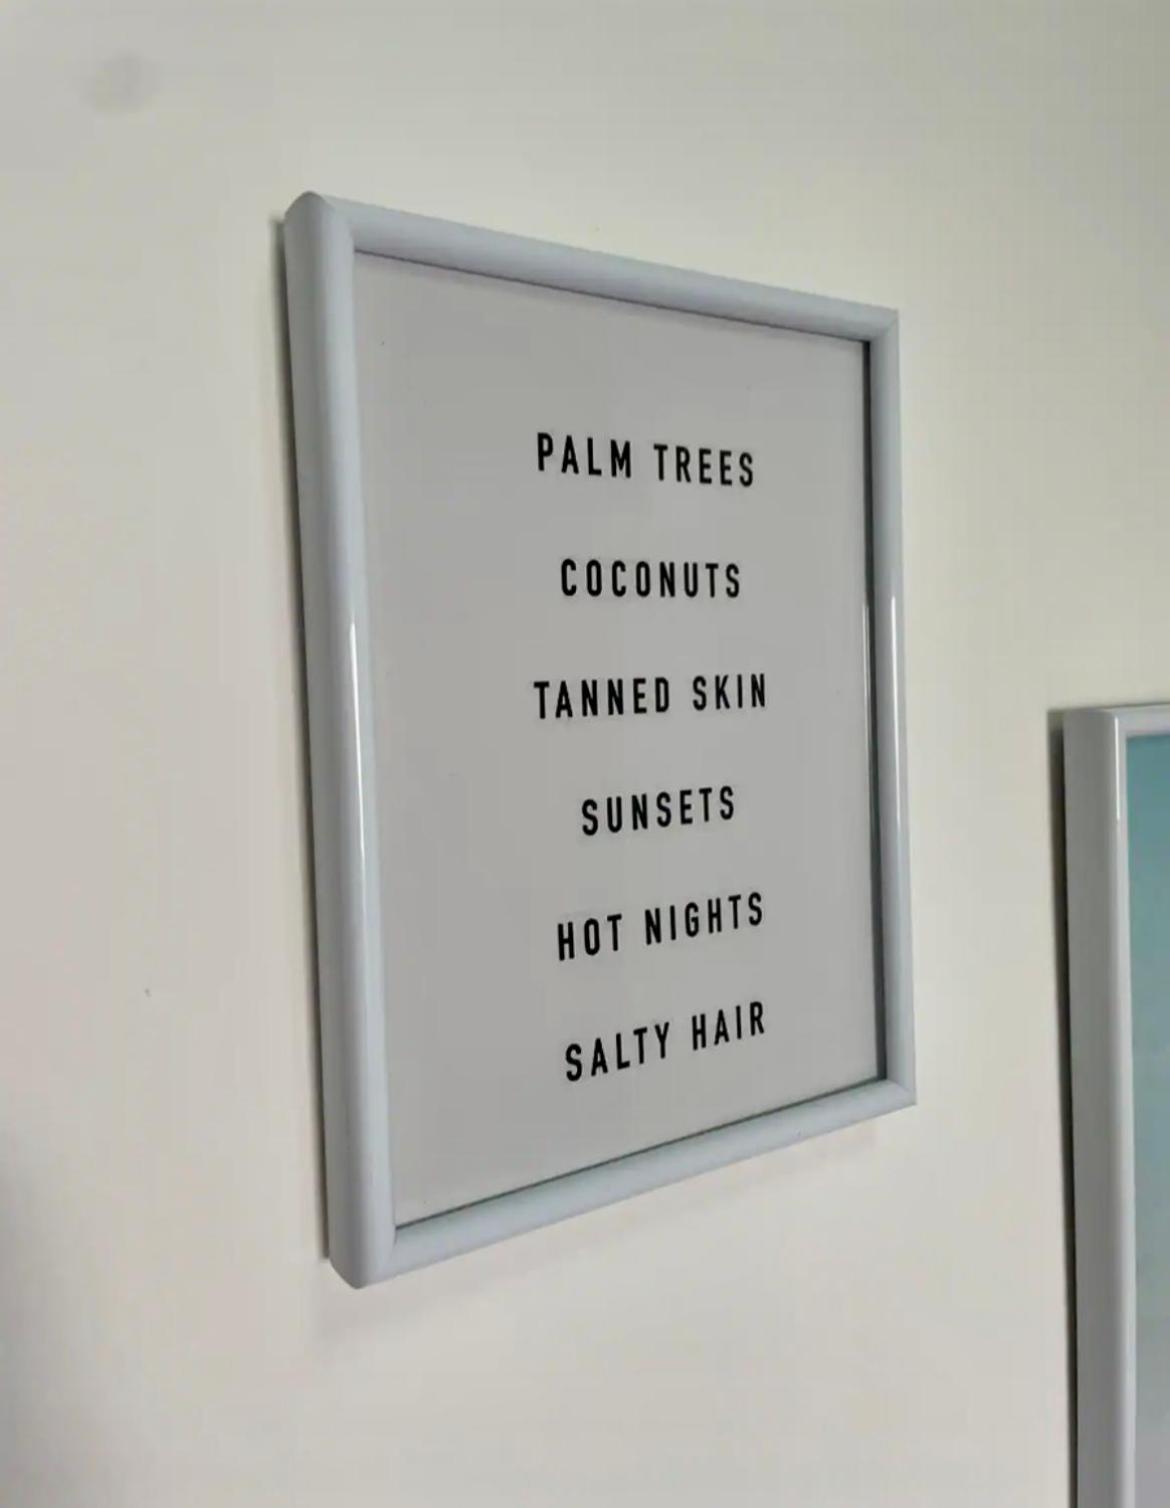 PALM TREES
COCONUTS
TANNED SKIN
SUNSETS
HOT NIGHTS
SALTY HAIR